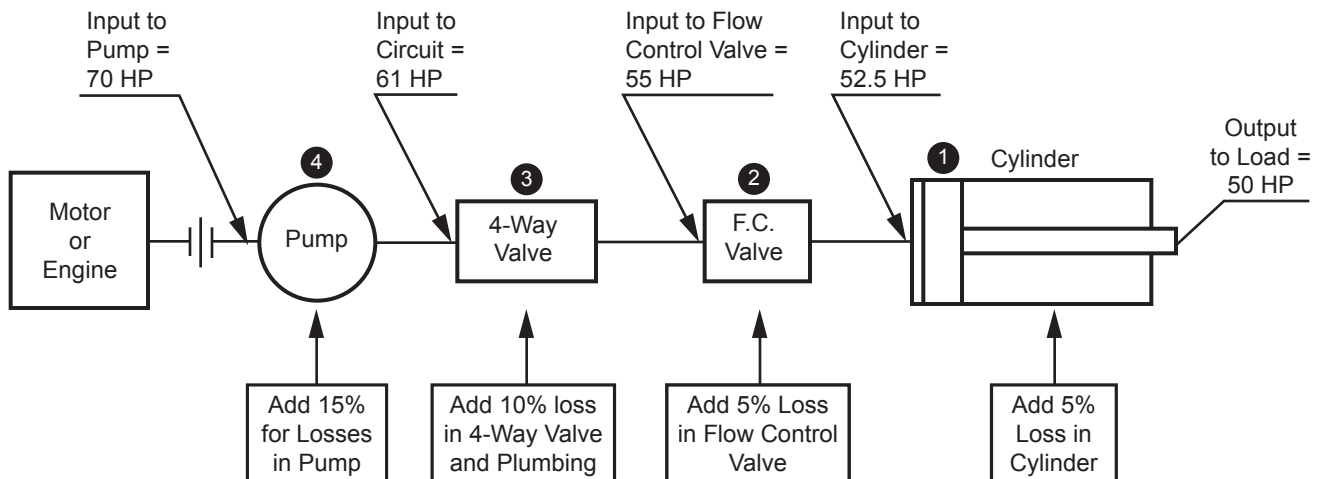 Input to
Pump =
70 HP
Input to
Circuit =
61 HP
Input to Flow
Control Valve =
55 HP
Input to
Cylinder =
52.5 HP
Output
to Load =
50 HP
4
3
2
1
Cylinder
Motor
or
Engine
Pump
4-Way
Valve
F.C.
Valve
Add 15%
for Losses
in Pump
Add 10% loss
in 4-Way Valve
and Plumbing
Add 5% Loss
in Flow Control
Valve
Add 5%
Loss in
Cylinder